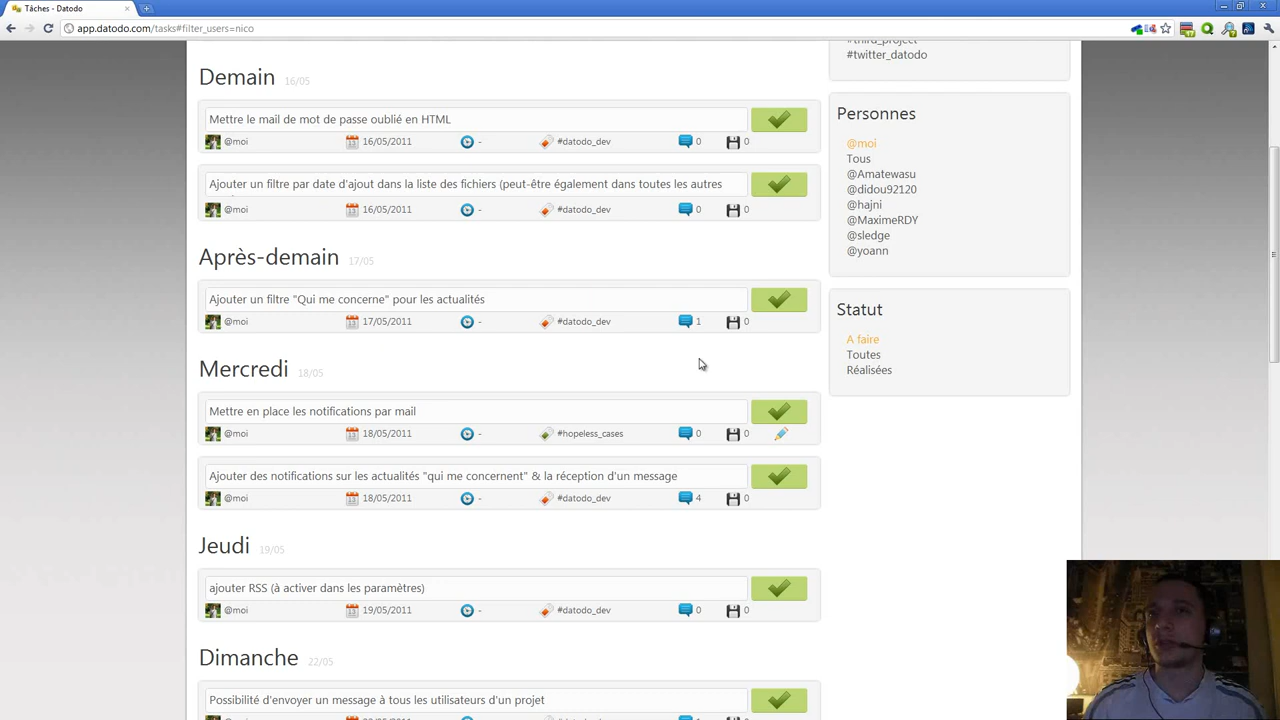 Tâches - Datodo
app.datodo.com/tasks#filter_users=nico
#third_project
#twitter_datodo
Demain 16/05
Mettre le mail de mot de passe oublié en HTML
@moi 16/05/2011 - #datodo_dev 0 0
Ajouter un filtre par date d'ajout dans la liste des fichiers (peut-être également dans toutes les autres
@moi 16/05/2011 - #datodo_dev 0 0
Après-demain 17/05
Ajouter un filtre "Qui me concerne" pour les actualités
@moi 17/05/2011 - #datodo_dev 1 0
Mercredi 18/05
Mettre en place les notifications par mail
@moi 18/05/2011 - #hopeless_cases 0 0
Ajouter des notifications sur les actualités "qui me concernent" & la réception d'un message
@moi 18/05/2011 - #datodo_dev 4 0
Jeudi 19/05
ajouter RSS (à activer dans les paramètres)
@moi 19/05/2011 - #datodo_dev 0 0
Dimanche 22/05
Possibilité d'envoyer un message à tous les utilisateurs d'un projet
Personnes
@moi
Tous
@Amatewasu
@didou92120
@hajni
@MaximeRDY
@sledge
@yoann
Statut
A faire
Toutes
Réalisées